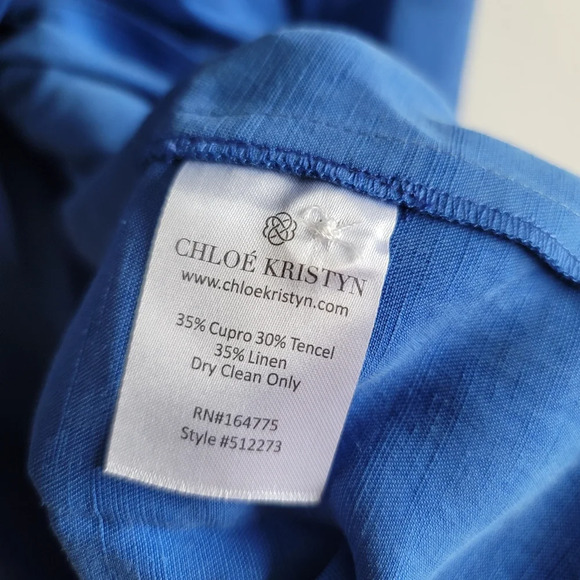 CHLOÉ KRISTYN
www.chloekristyn.com
35% Cupro 30% Tencel
35% Linen
Dry Clean Only
RN#164775
Style #512273